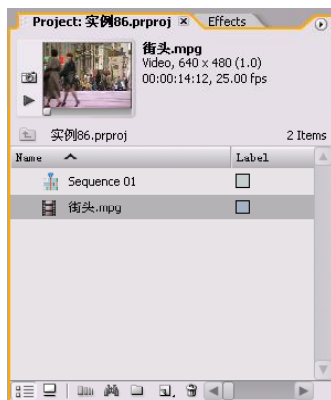 Project: 实例86.prproj Effects
街头.mpg
Video, 640 x 480 (1.0)
00:00:14:12, 25.00 fps
实例86.prproj 2 Items
Name Label
Sequence 01
街头.mpg